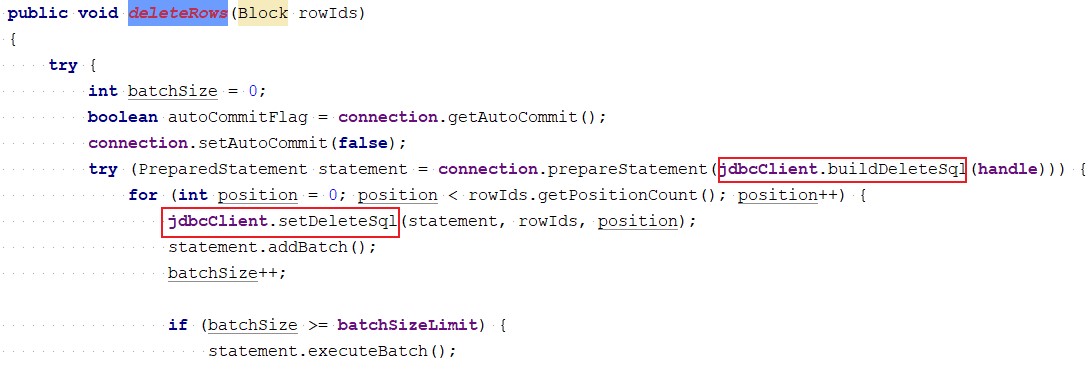 public void deleteRows(Block rowIds)
{
try {
int batchSize = 0;
boolean autoCommitFlag = connection.getAutoCommit();
connection.setAutoCommit(false);
try (PreparedStatement statement = connection.prepareStatement(jdbcClient.buildDeleteSql(handle))) {
for (int position = 0; position < rowIds.getPositionCount(); position++) {
jdbcClient.setDeleteSql(statement, rowIds, position);
statement.addBatch();
batchSize++;
if (batchSize >= batchSizeLimit) {
statement.executeBatch();